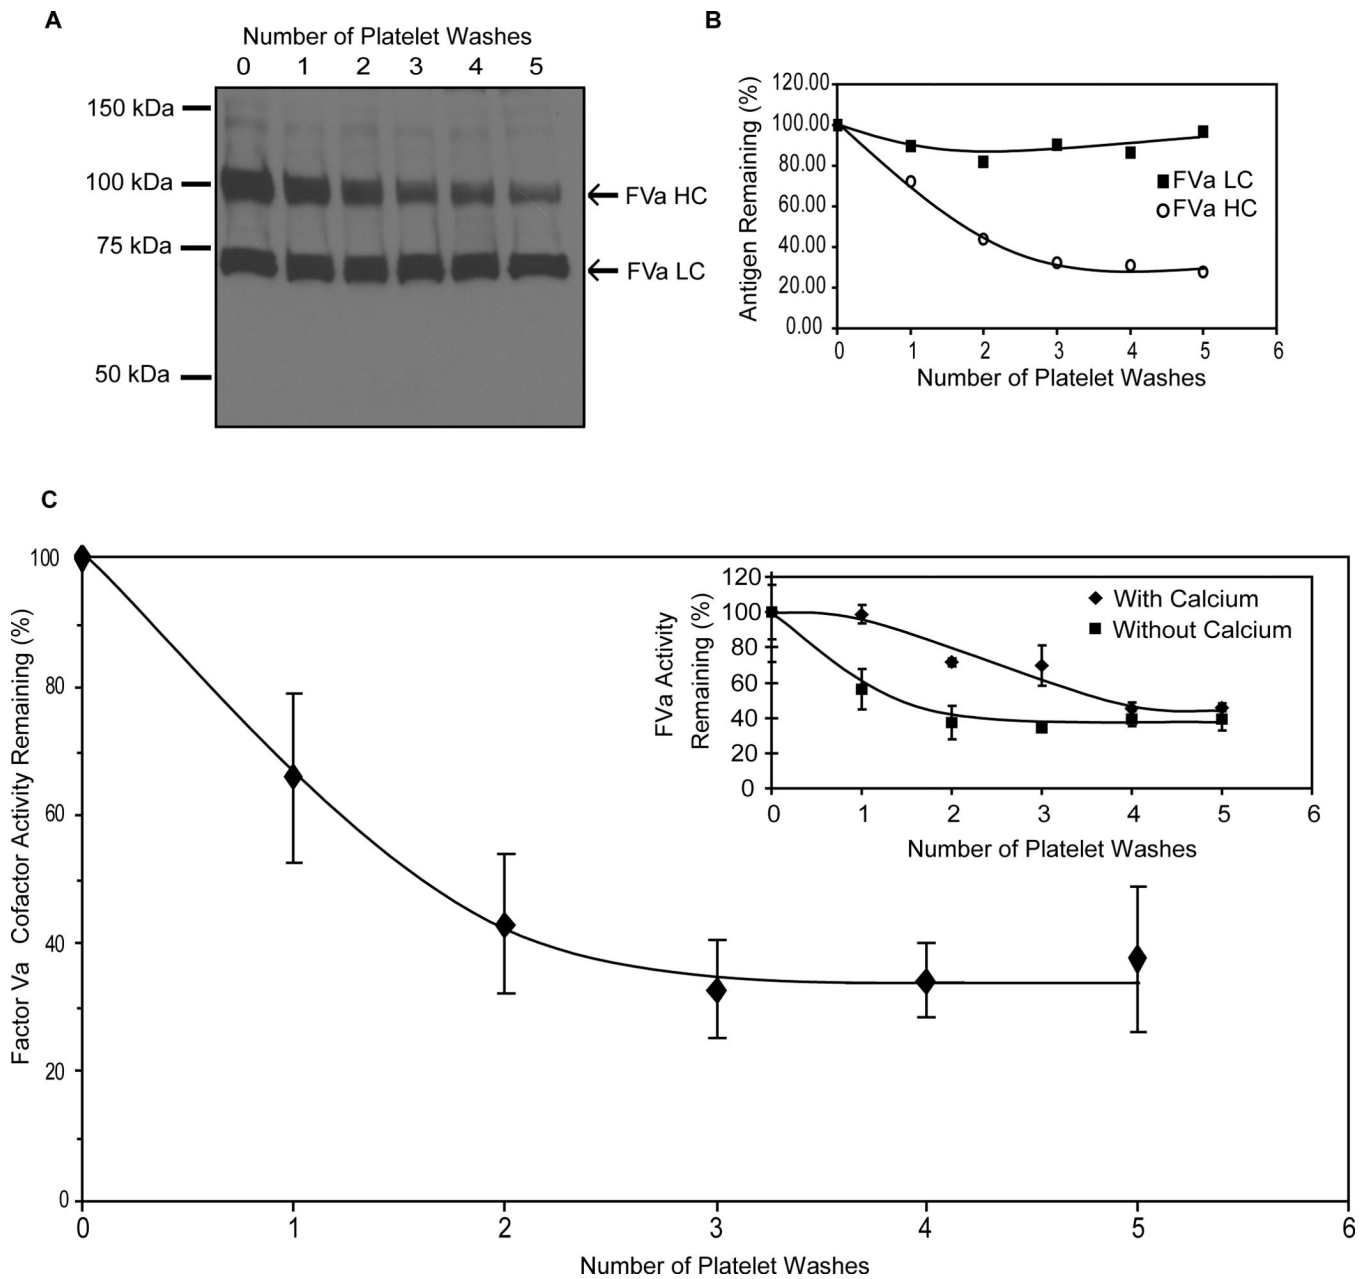 A
Number of Platelet Washes
0 1 2 3 4 5
150 kDa
100 kDa
75 kDa
50 kDa
FVa HC
FVa LC
B
Antigen Remaining (%)
120.00
100.00
80.00
60.00
40.00
20.00
0.00
FVa LC
FVa HC
0 1 2 3 4 5 6
Number of Platelet Washes
C
Factor Va Cofactor Activity Remaining (%)
100
80
60
40
20
0
0 1 2 3 4 5 6
Number of Platelet Washes
FVa Activity
Remaining (%)
120
100
80
60
40
20
0
With Calcium
Without Calcium
0 1 2 3 4 5 6
Number of Platelet Washes